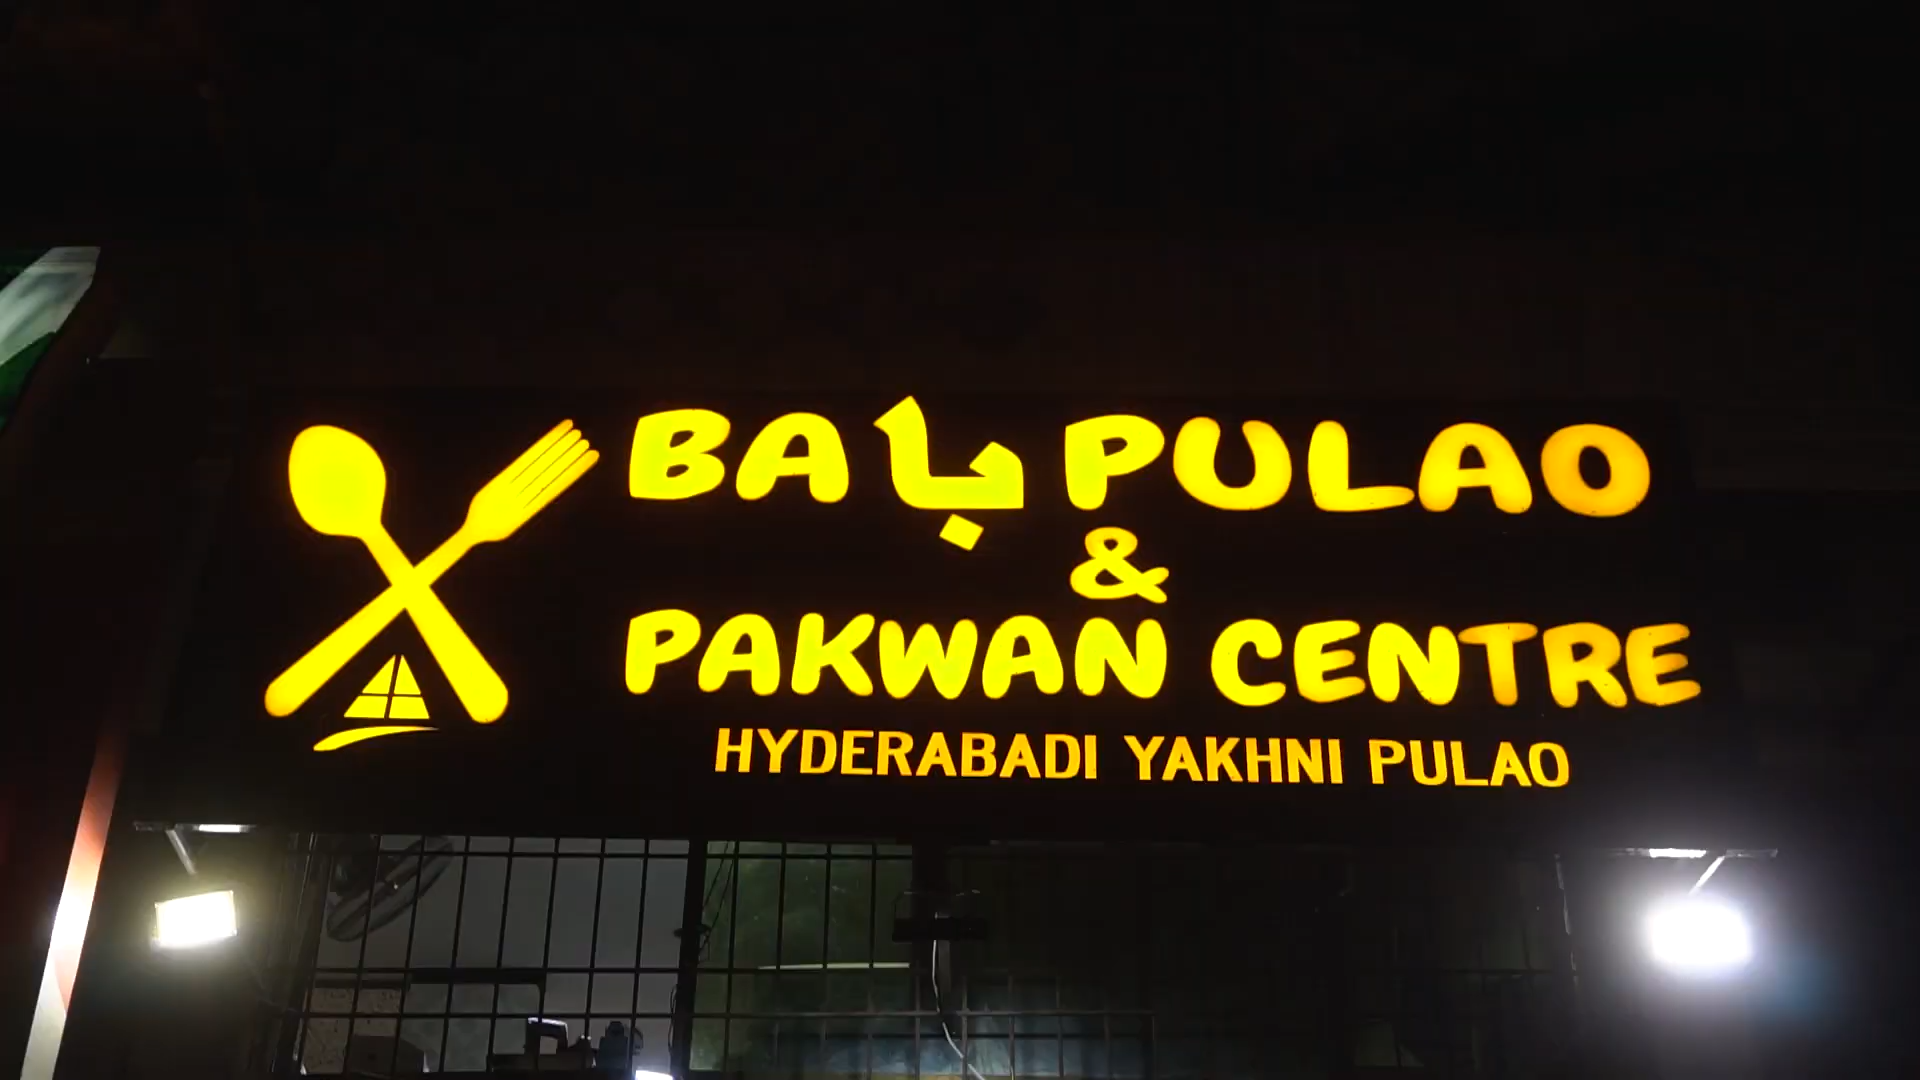 BA با PULAO
&
PAKWAN CENTRE
HYDERABADI YAKHNI PULAO